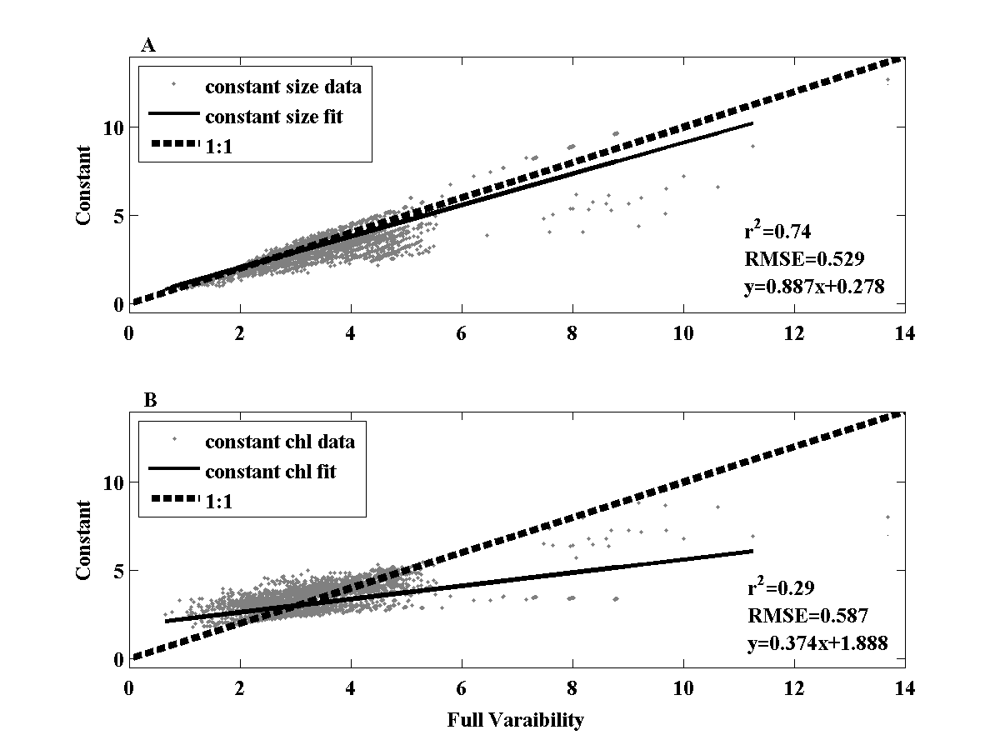 A
constant size data
constant size fit
1:1
Constant
10
5
0
r²=0.74
RMSE=0.529
y=0.887x+0.278
0 2 4 6 8 10 12 14
B
constant chl data
constant chl fit
1:1
Constant
10
5
0
r²=0.29
RMSE=0.587
y=0.374x+1.888
0 2 4 6 8 10 12 14
Full Varaibility